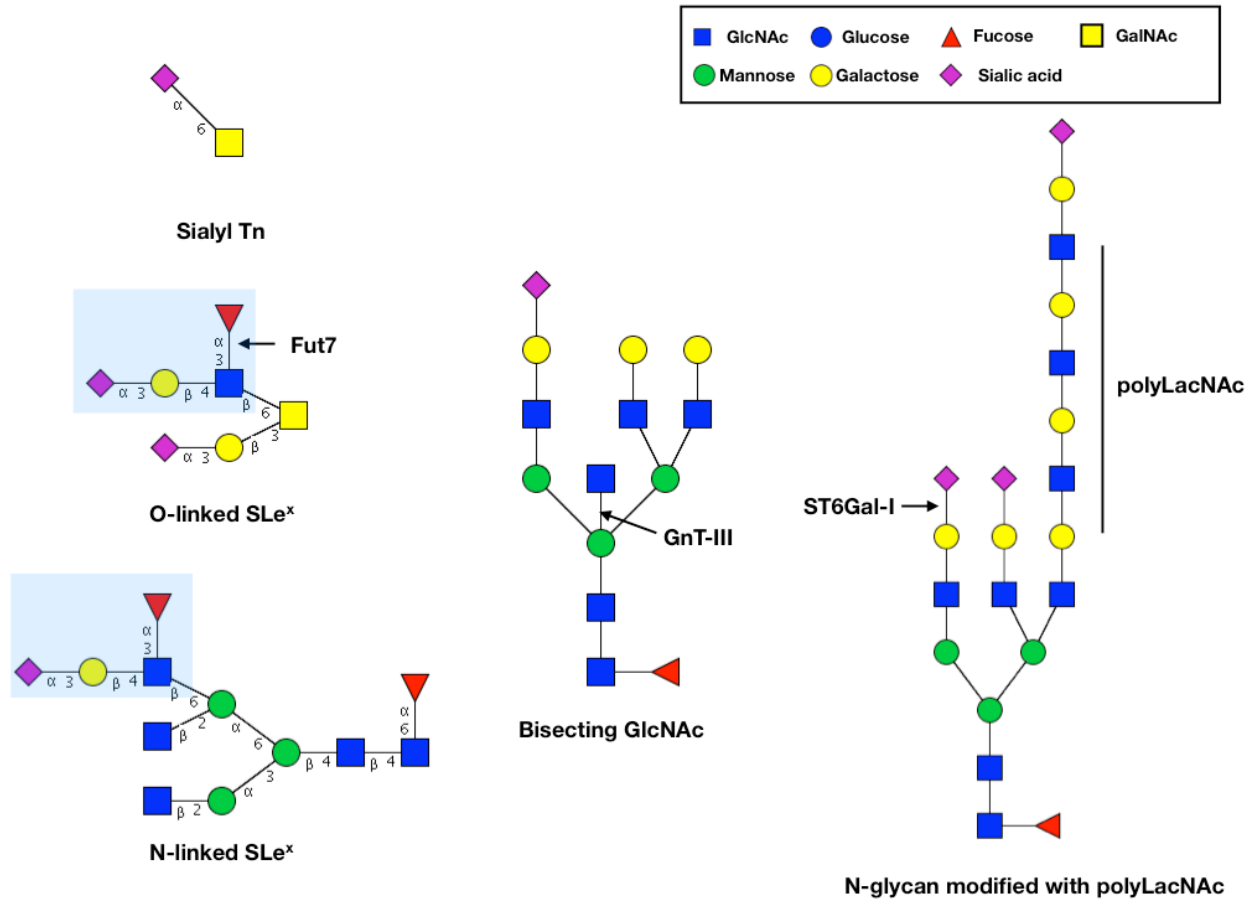 GlcNAc Glucose Fucose GalNAc
Mannose Galactose Sialic acid
α
6
Sialyl Tn
Fut7
α
3
α 3 β 4
β 6
α 3 β 3
O-linked SLeˣ
α
3
α 3 β 4
β 6
β 2
α 6
α
6
β 4 β 4
α 3
β 2
N-linked SLeˣ
GnT-III
Bisecting GlcNAc
polyLacNAc
ST6Gal-I
N-glycan modified with polyLacNAc